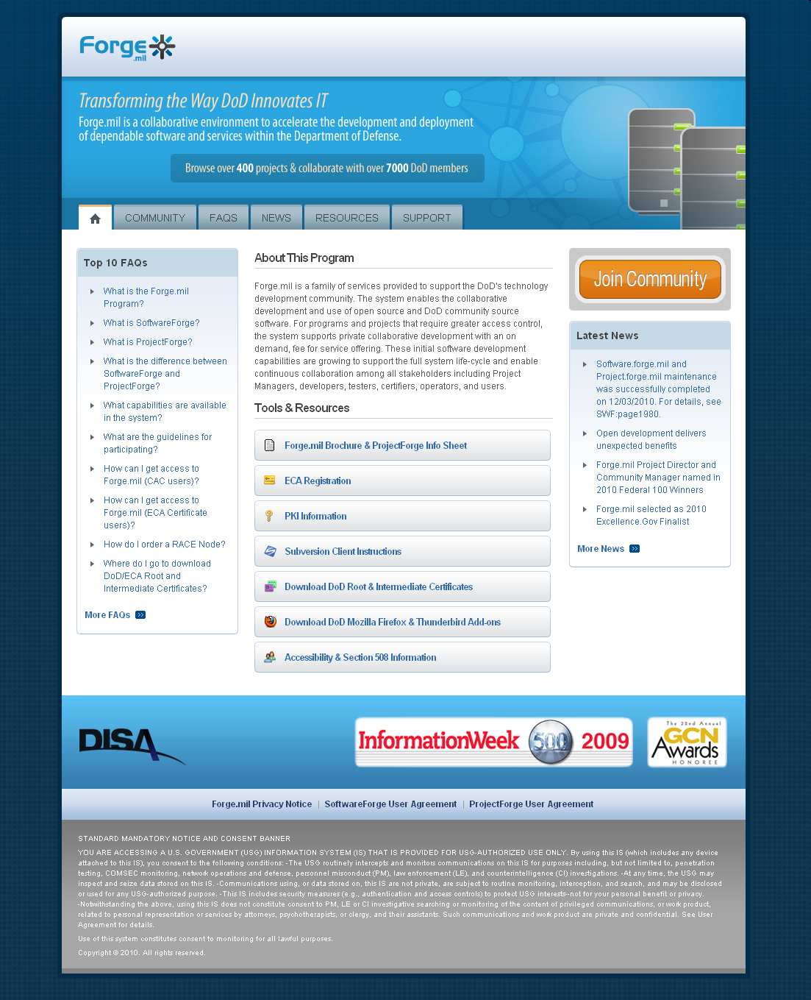 Forge
.mil
Transforming the Way DoD Innovates IT
Forge.mil is a collaborative environment to accelerate the development and deployment
of dependable software and services within the Department of Defense.
Browse over 400 projects & collaborate with over 7000 DoD members
COMMUNITY
FAQS
NEWS
RESOURCES
SUPPORT
Top 10 FAQs
What is the Forge.mil
Program?
What is SoftwareForge?
What is ProjectForge?
What is the difference between
SoftwareForge and
ProjectForge?
What capabilities are available
in the system?
What are the guidelines for
participating?
How can I get access to
Forge.mil (CAC users)?
How can I get access to
Forge.mil (ECA Certificate
users)?
How do I order a RACE Node?
Where do I go to download
DoD/ECA Root and
Intermediate Certificates?
More FAQs
About This Program
Forge.mil is a family of services provided to support the DoD's technology
development community. The system enables the collaborative
development and use of open source and DoD community source
software. For programs and projects that require greater access control,
the system supports private collaborative development with an on
demand, fee for service offering. These initial software development
capabilities are growing to support the full system life-cycle and enable
continuous collaboration among all stakeholders including Project
Managers, developers, testers, certifiers, operators, and users.
Tools & Resources
Forge.mil Brochure & ProjectForge Info Sheet
ECA Registration
PKI Information
Subversion Client Instructions
Download DoD Root & Intermediate Certificates
Download DoD Mozilla Firefox & Thunderbird Add-ons
Accessibility & Section 508 Information
Join Community
Latest News
Software.forge.mil and
Project.forge.mil maintenance
was successfully completed
on 12/03/2010. For details, see
SWF:page1980.
Open development delivers
unexpected benefits
Forge.mil Project Director and
Community Manager named in
2010 Federal 100 Winners
Forge.mil selected as 2010
Excellence.Gov Finalist
More News
DISA
InformationWeek 500 2009
The 22nd Annual
GCN
Awards
HONOREE
Forge.mil Privacy Notice | SoftwareForge User Agreement | ProjectForge User Agreement
STANDARD MANDATORY NOTICE AND CONSENT BANNER
YOU ARE ACCESSING A U.S. GOVERNMENT (USG) INFORMATION SYSTEM (IS) THAT IS PROVIDED FOR USG-AUTHORIZED USE ONLY. By using this IS (which includes any device
attached to this IS), you consent to the following conditions: -The USG routinely intercepts and monitors communications on this IS for purposes including, but not limited to, penetration
testing, COMSEC monitoring, network operations and defense, personnel misconduct (PM), law enforcement (LE), and counterintelligence (CI) investigations. -At any time, the USG may
inspect and seize data stored on this IS. -Communications using, or data stored on, this IS are not private, are subject to routine monitoring, interception, and search, and may be disclosed
or used for any USG-authorized purpose. -This IS includes security measures (e.g., authentication and access controls) to protect USG interests--not for your personal benefit or privacy.
-Notwithstanding the above, using this IS does not constitute consent to PM, LE or CI investigative searching or monitoring of the content of privileged communications, or work product,
related to personal representation or services by attorneys, psychotherapists, or clergy, and their assistants. Such communications and work product are private and confidential. See User
Agreement for details.
Use of this system constitutes consent to monitoring for all lawful purposes.
Copyright © 2010. All rights reserved.